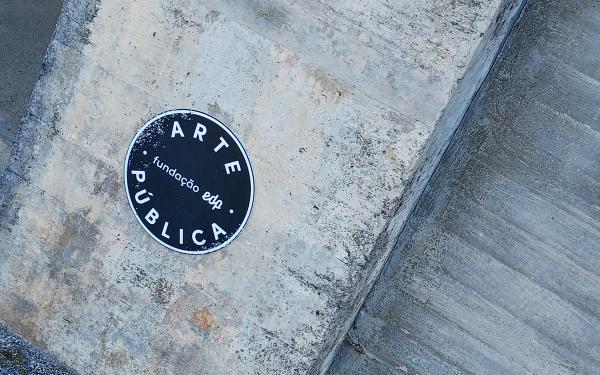 ARTE
fundação edp
PÚBLICA